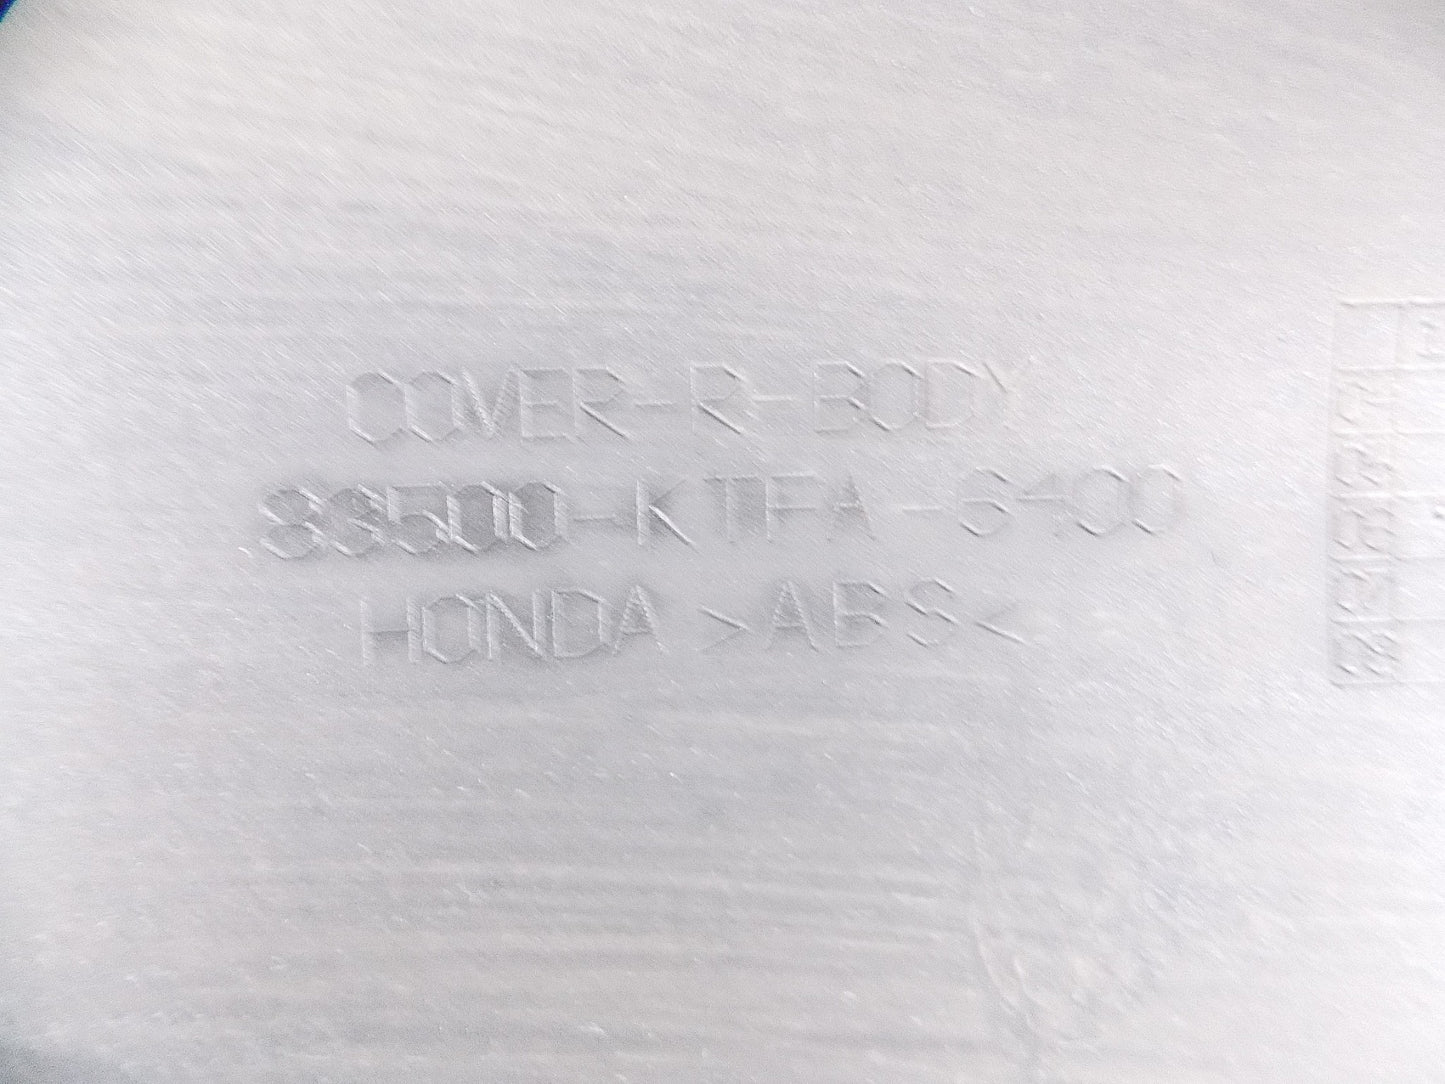 COVER-R-BODY
83500-KTFA-6400
HONDA >ABS<